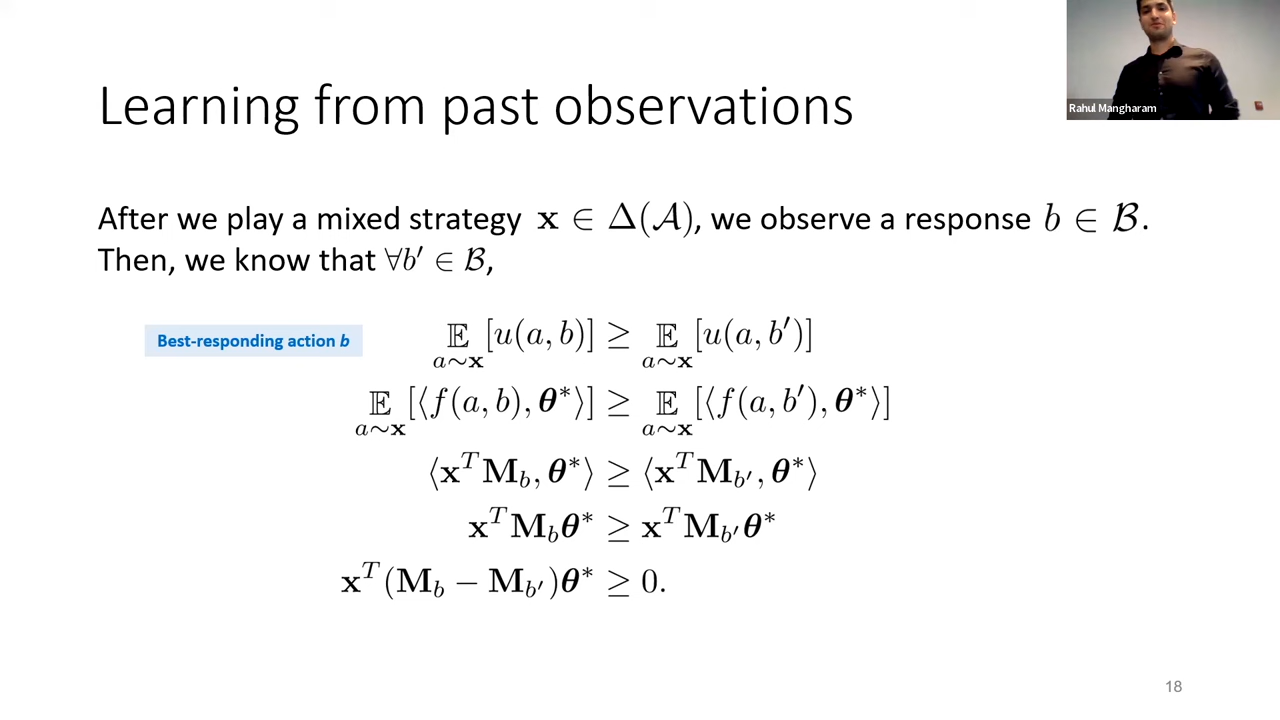 Rahul Mangharam
Learning from past observations
After we play a mixed strategy 𝐱 ∈ Δ(𝒜), we observe a response b ∈ ℬ.
Then, we know that ∀b′ ∈ ℬ,
Best-responding action b
𝔼_{a∼𝐱}[u(a, b)] ≥ 𝔼_{a∼𝐱}[u(a, b′)]
𝔼_{a∼𝐱}[⟨f(a, b), 𝜽*⟩] ≥ 𝔼_{a∼𝐱}[⟨f(a, b′), 𝜽*⟩]
⟨𝐱^T 𝐌_b, 𝜽*⟩ ≥ ⟨𝐱^T 𝐌_{b′}, 𝜽*⟩
𝐱^T 𝐌_b 𝜽* ≥ 𝐱^T 𝐌_{b′} 𝜽*
𝐱^T (𝐌_b − 𝐌_{b′})𝜽* ≥ 0.
18